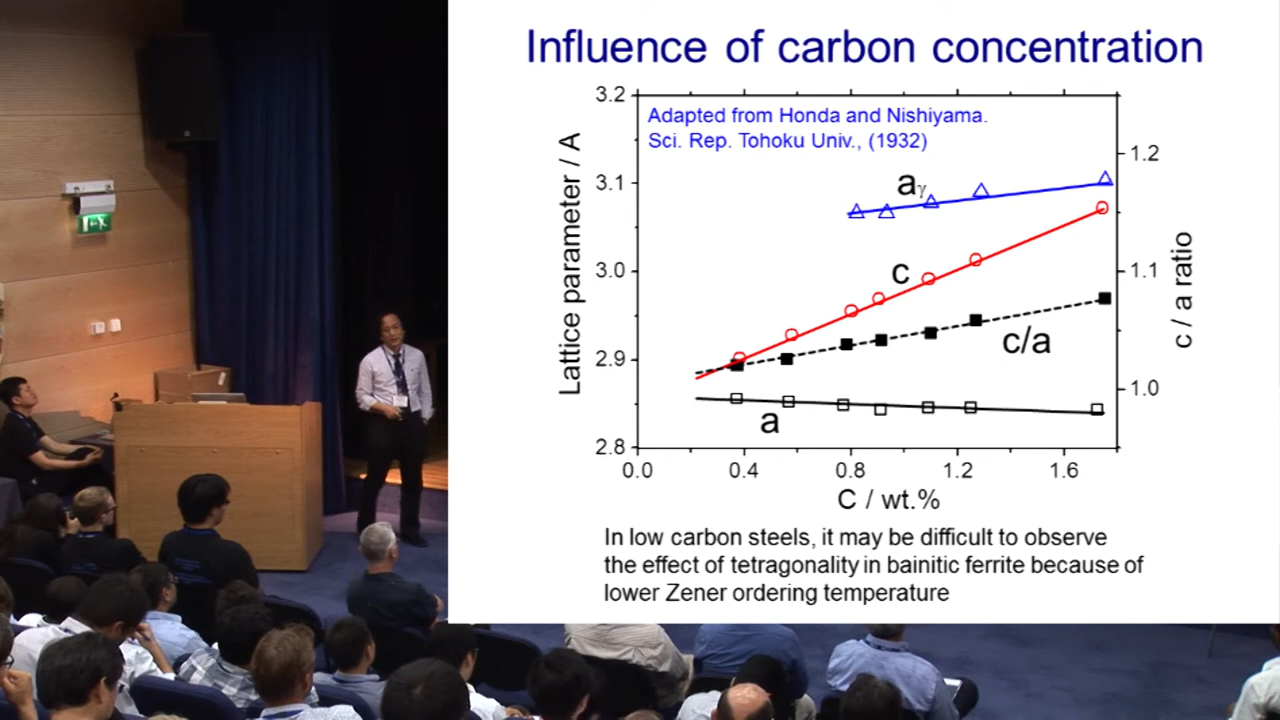 Influence of carbon concentration
Adapted from Honda and Nishiyama.
Sci. Rep. Tohoku Univ., (1932)
Lattice parameter / A
3.2
3.1
3.0
2.9
2.8
aγ
c
c/a
a
1.2
1.1
1.0
c / a ratio
0.0 0.4 0.8 1.2 1.6
C / wt.%
In low carbon steels, it may be difficult to observe
the effect of tetragonality in bainitic ferrite because of
lower Zener ordering temperature